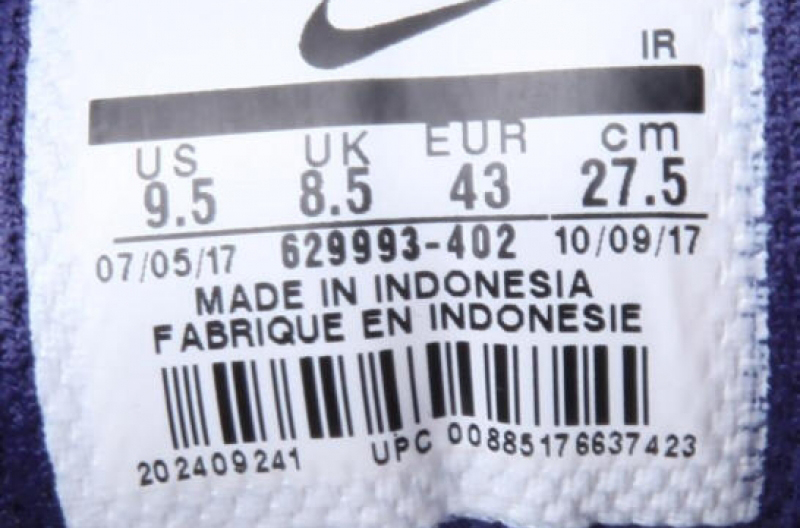 IR
US UK EUR cm
9.5 8.5 43 27.5
07/05/17 629993-402 10/09/17
MADE IN INDONESIA
FABRIQUE EN INDONESIE
202409241 UPC 00885176637423